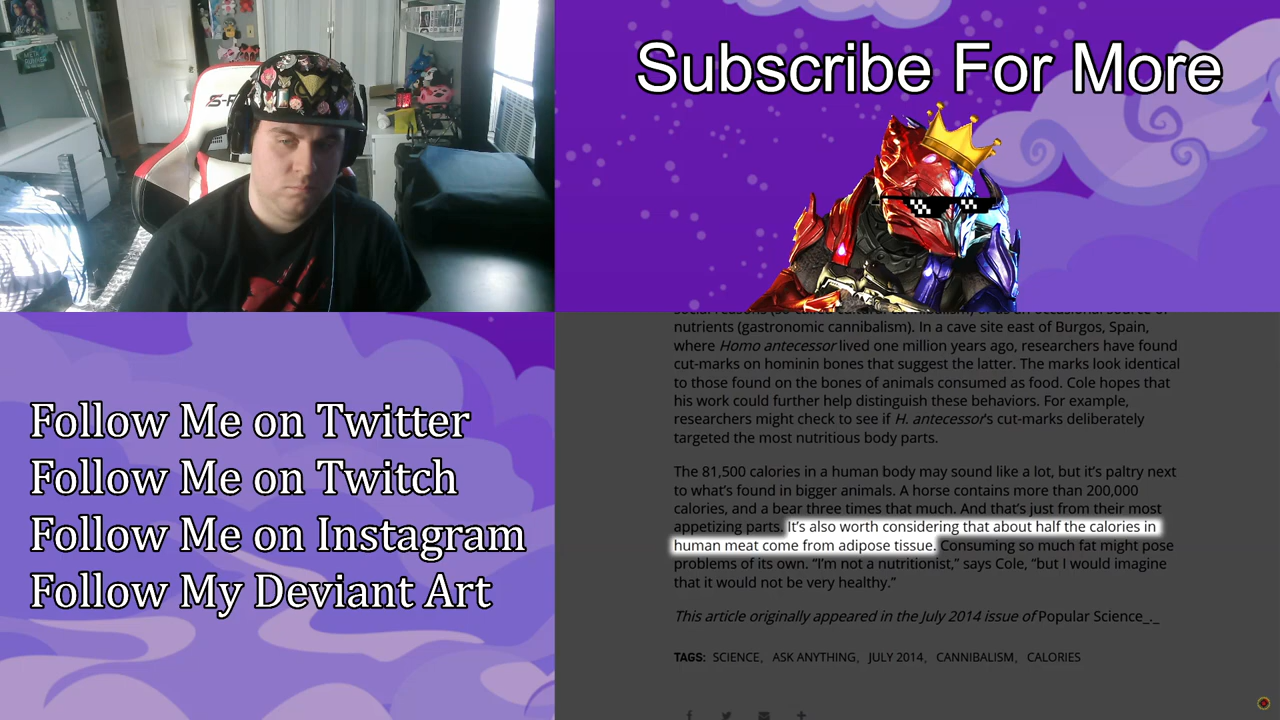 Subscribe For More
Follow Me on Twitter
Follow Me on Twitch
Follow Me on Instagram
Follow My Deviant Art
nutrients (gastronomic cannibalism). In a cave site east of Burgos, Spain,
where Homo antecessor lived one million years ago, researchers have found
cut-marks on hominin bones that suggest the latter. The marks look identical
to those found on the bones of animals consumed as food. Cole hopes that
his work could further help distinguish these behaviors. For example,
researchers might check to see if H. antecessor's cut-marks deliberately
targeted the most nutritious body parts.
The 81,500 calories in a human body may sound like a lot, but it's paltry next
to what's found in bigger animals. A horse contains more than 200,000
calories, and a bear three times that much. And that's just from their most
appetizing parts. It's also worth considering that about half the calories in
human meat come from adipose tissue. Consuming so much fat might pose
problems of its own. “I'm not a nutritionist,” says Cole, “but I would imagine
that it would not be very healthy.”
This article originally appeared in the July 2014 issue of Popular Science_._
TAGS: SCIENCE, ASK ANYTHING, JULY 2014, CANNIBALISM, CALORIES